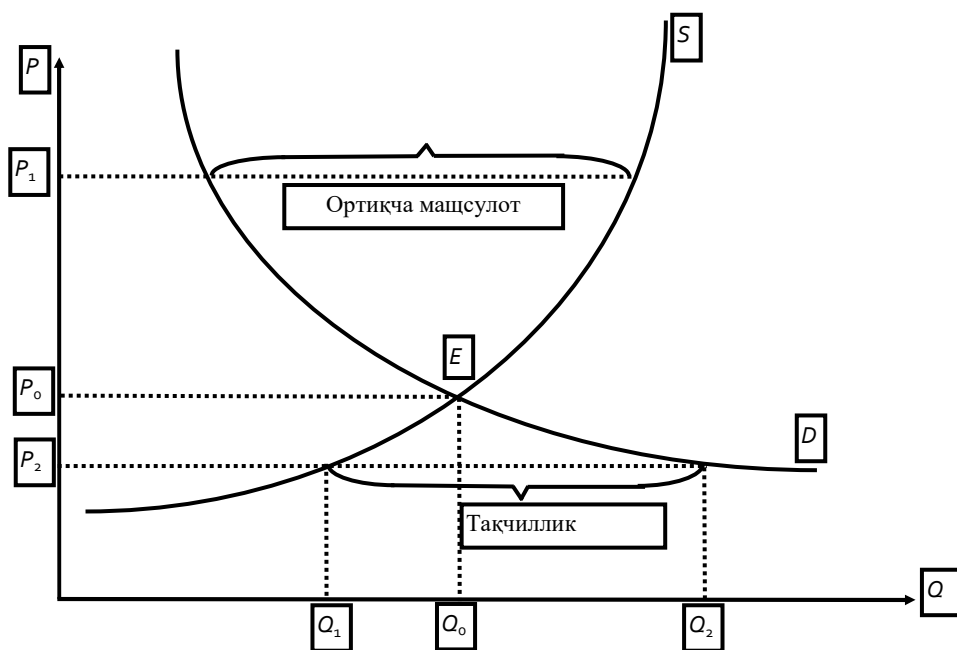 S
P
P₁
Ортиқча мащсулот
E
P₀
D
P₂
Тақчиллик
Q
Q₁
Q₀
Q₂